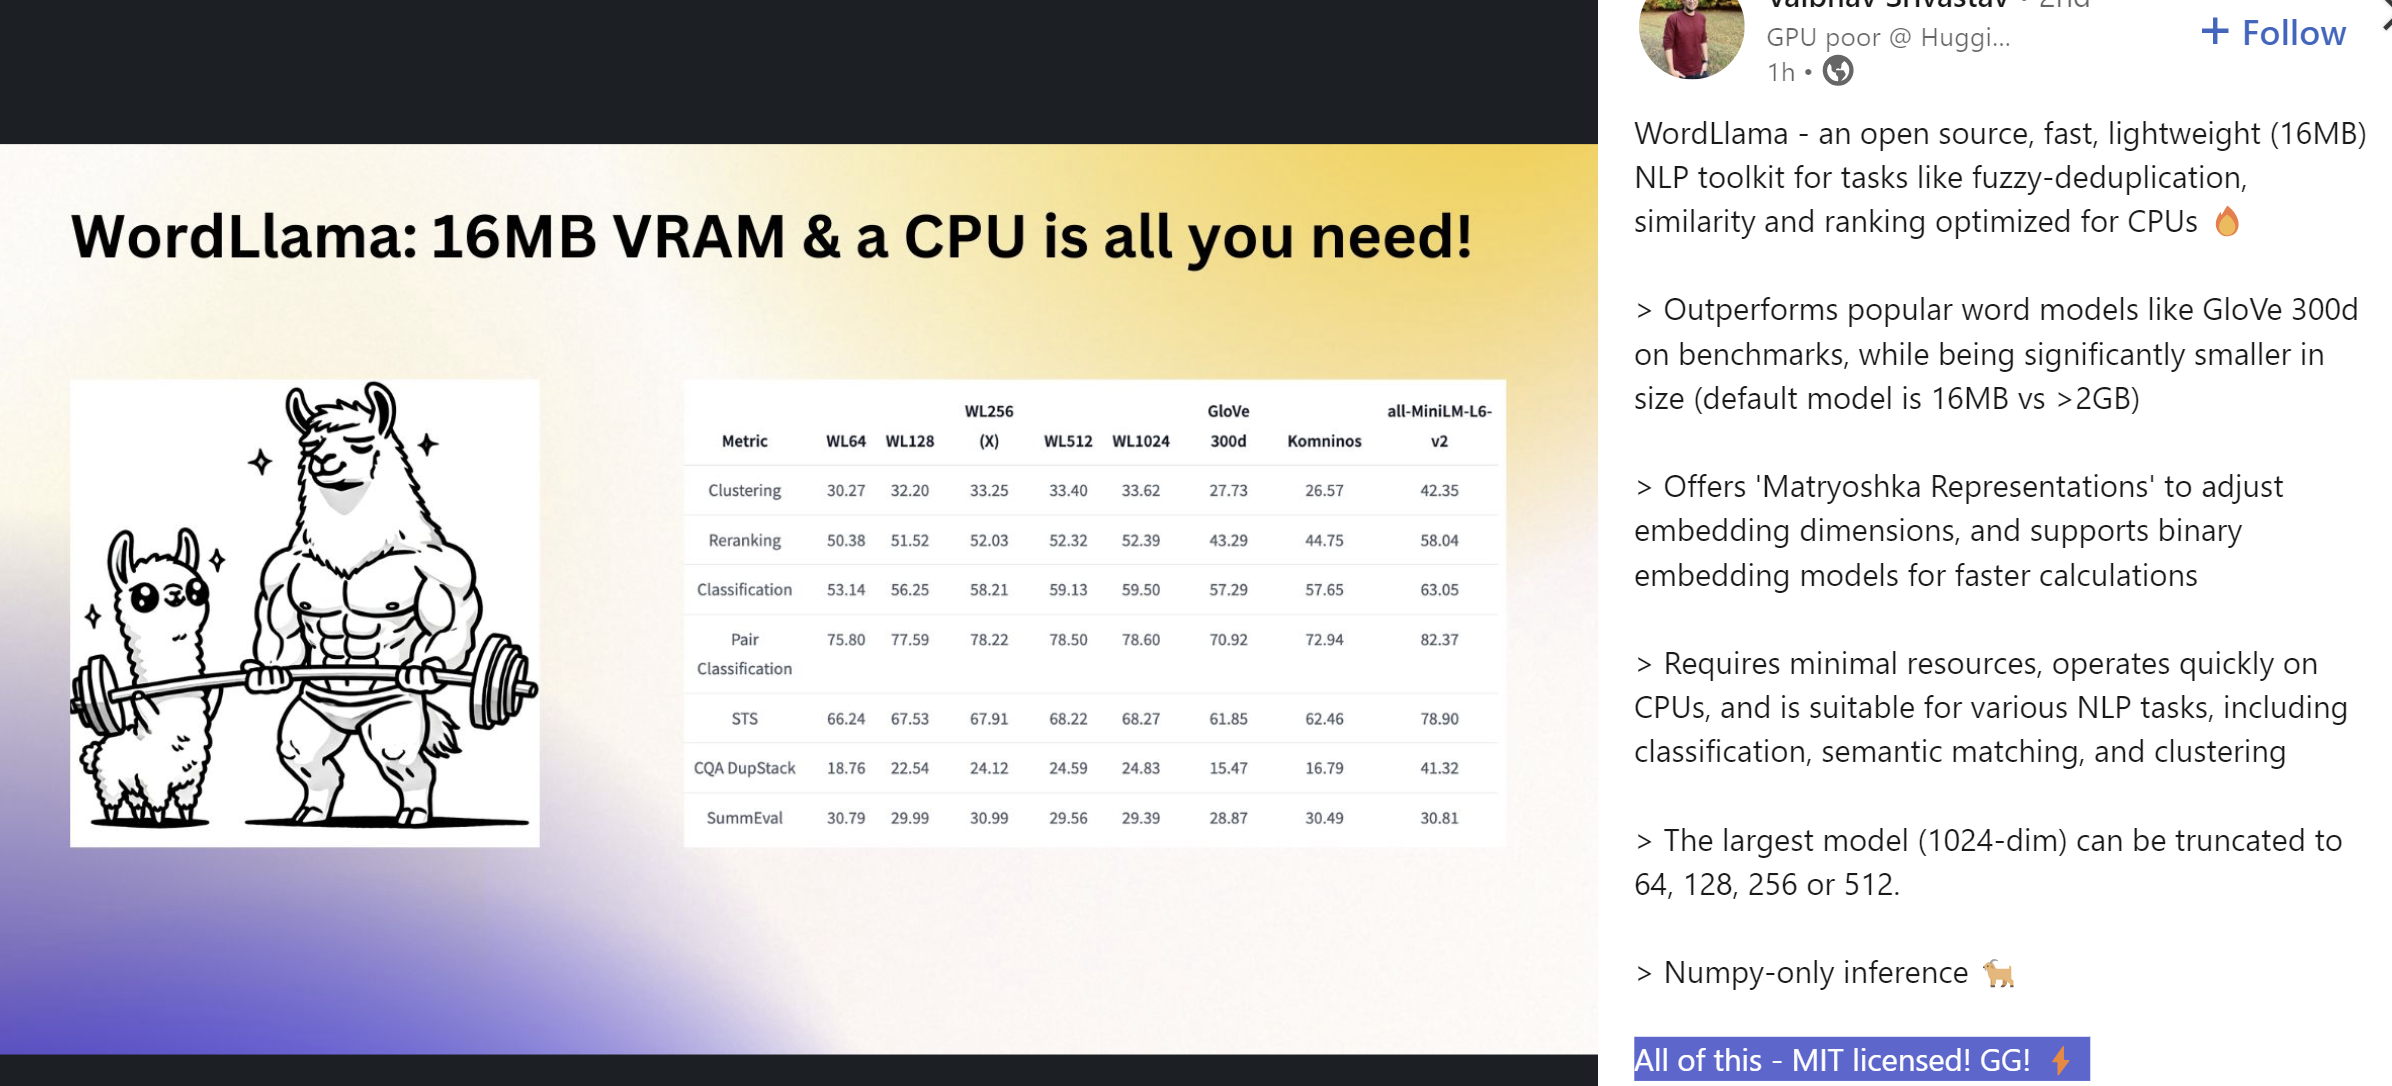 WordLlama: 16MB VRAM & a CPU is all you need!
Metric WL64 WL128 WL256 (X) WL512 WL1024 GloVe 300d Komninos all-MiniLM-L6-v2
Clustering 30.27 32.20 33.25 33.40 33.62 27.73 26.57 42.35
Reranking 50.38 51.52 52.03 52.32 52.39 43.29 44.75 58.04
Classification 53.14 56.25 58.21 59.13 59.50 57.29 57.65 63.05
Pair Classification 75.80 77.59 78.22 78.50 78.60 70.92 72.94 82.37
STS 66.24 67.53 67.91 68.22 68.27 61.85 62.46 78.90
CQA DupStack 18.76 22.54 24.12 24.59 24.83 15.47 16.79 41.32
SummEval 30.79 29.99 30.99 29.56 29.39 28.87 30.49 30.81
Vaibhav Srivastav • 2nd
GPU poor @ Huggi...
1h •
+ Follow
WordLlama - an open source, fast, lightweight (16MB)
NLP toolkit for tasks like fuzzy-deduplication,
similarity and ranking optimized for CPUs 🔥
> Outperforms popular word models like GloVe 300d
on benchmarks, while being significantly smaller in
size (default model is 16MB vs >2GB)
> Offers 'Matryoshka Representations' to adjust
embedding dimensions, and supports binary
embedding models for faster calculations
> Requires minimal resources, operates quickly on
CPUs, and is suitable for various NLP tasks, including
classification, semantic matching, and clustering
> The largest model (1024-dim) can be truncated to
64, 128, 256 or 512.
> Numpy-only inference 🐐
All of this - MIT licensed! GG! ⚡